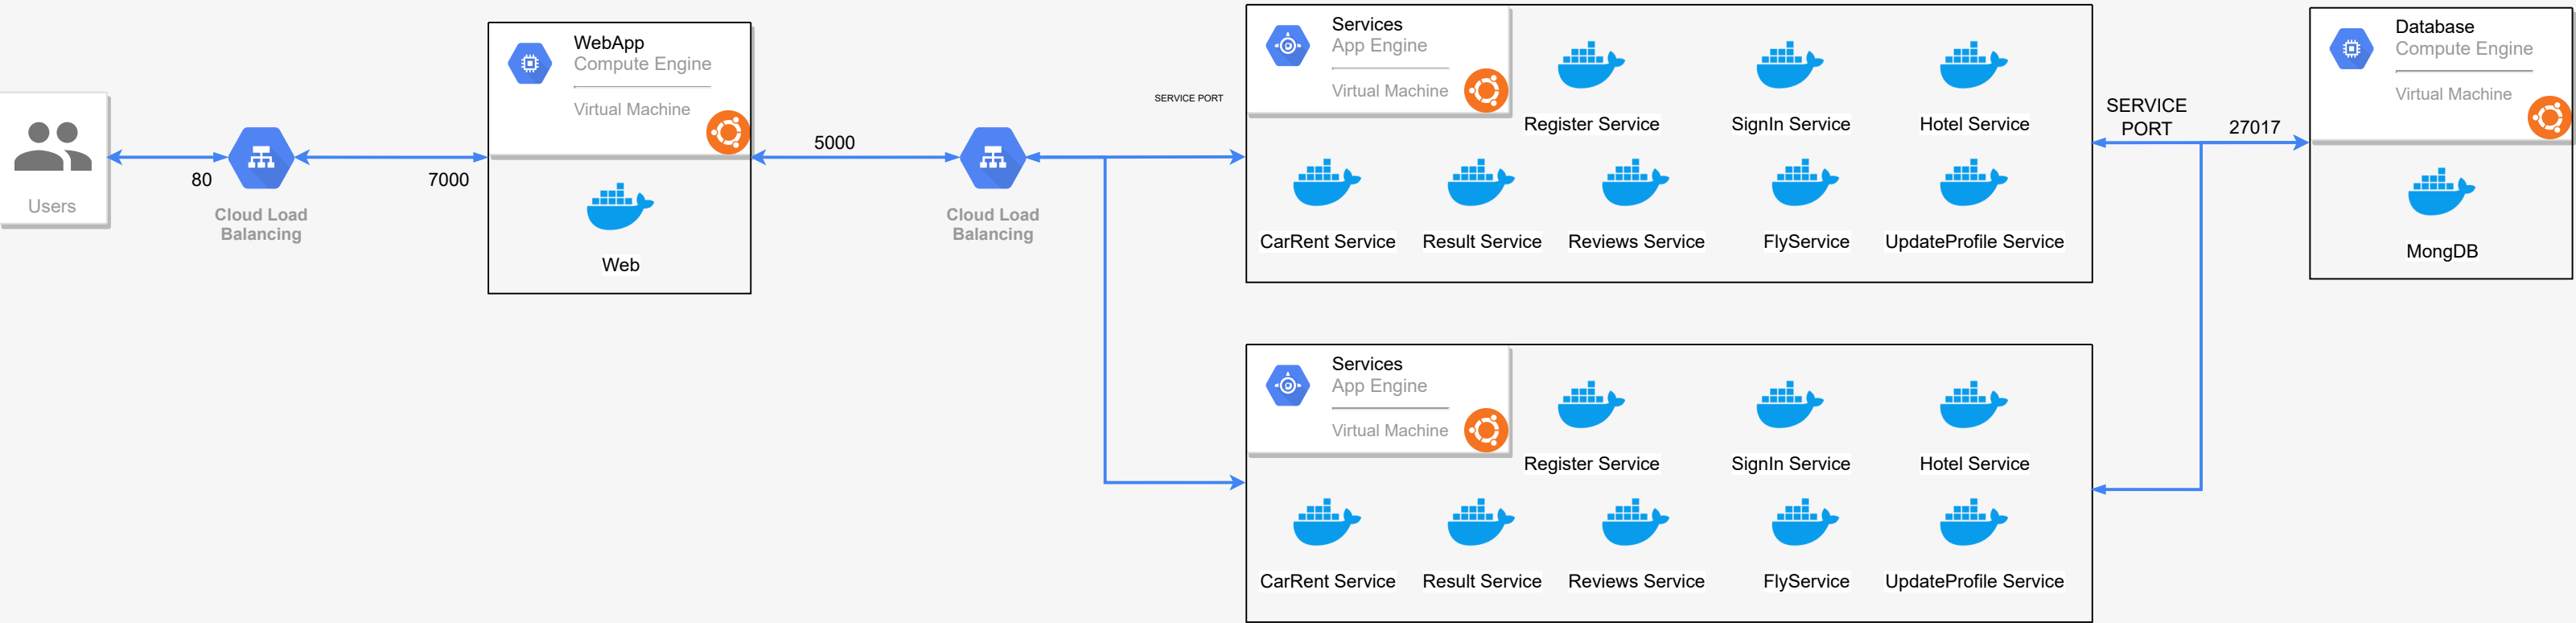 Users
80
Cloud Load
Balancing
7000
WebApp
Compute Engine
Virtual Machine
Web
5000
Cloud Load
Balancing
SERVICE PORT
Services
App Engine
Virtual Machine
Register Service
SignIn Service
Hotel Service
CarRent Service
Result Service
Reviews Service
FlyService
UpdateProfile Service
Services
App Engine
Virtual Machine
Register Service
SignIn Service
Hotel Service
CarRent Service
Result Service
Reviews Service
FlyService
UpdateProfile Service
SERVICE
PORT
27017
Database
Compute Engine
Virtual Machine
MongDB